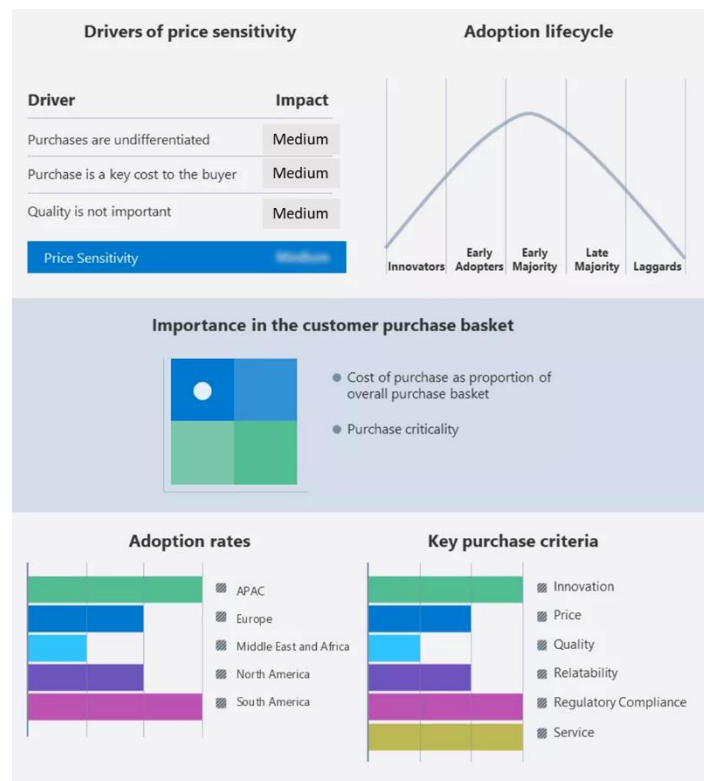 Drivers of price sensitivity
Driver Impact
Purchases are undifferentiated Medium
Purchase is a key cost to the buyer Medium
Quality is not important Medium
Price Sensitivity
Adoption lifecycle
Innovators
Early
Adopters
Early
Majority
Late
Majority
Laggards
Importance in the customer purchase basket
Cost of purchase as proportion of
overall purchase basket
Purchase criticality
Adoption rates
APAC
Europe
Middle East and Africa
North America
South America
Key purchase criteria
Innovation
Price
Quality
Relatability
Regulatory Compliance
Service